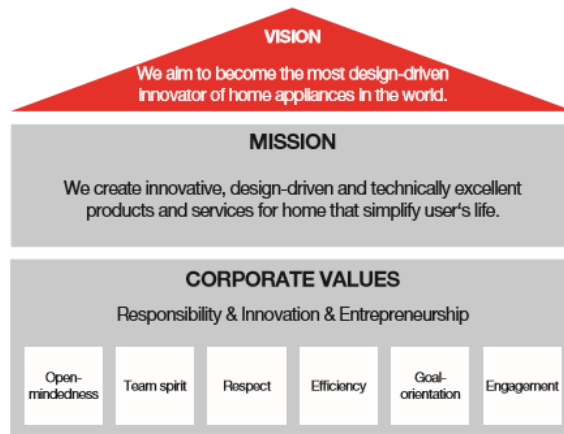 VISION
We aim to become the most design-driven
innovator of home appliances in the world.
MISSION
We create innovative, design-driven and technically excellent
products and services for home that simplify user‘s life.
CORPORATE VALUES
Responsibility & Innovation & Entrepreneurship
Open-
mindedness
Team spirit
Respect
Efficiency
Goal-
orientation
Engagement